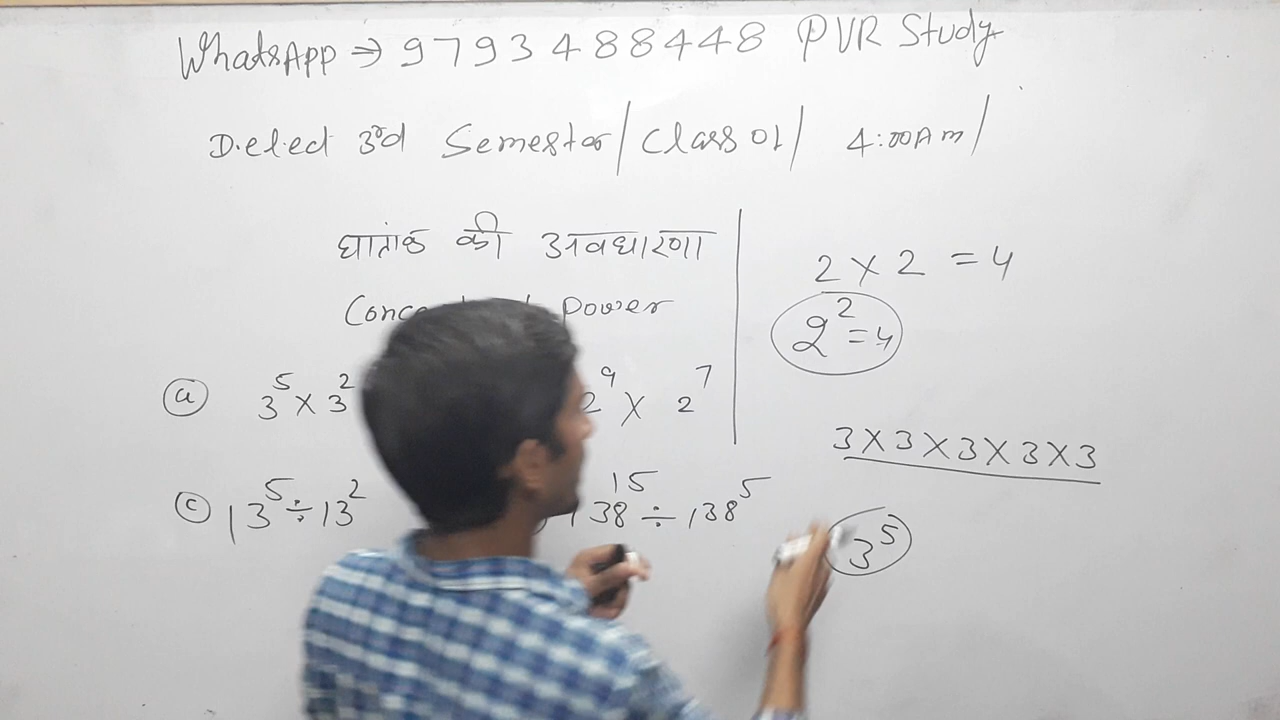 WhatsApp ⇒ 9793488448 PVR Study
D.el.ed 3rd Semester/Class 01/ 4:00AM/
घातांक की अवधारणा
Power
2 × 2 = 4
2² = 4
ⓐ 3⁵ × 3² 2⁹ × 2⁷
3×3×3×3×3
ⓒ 13⁵ ÷ 13² 138¹⁵ ÷ 138⁵
3⁵